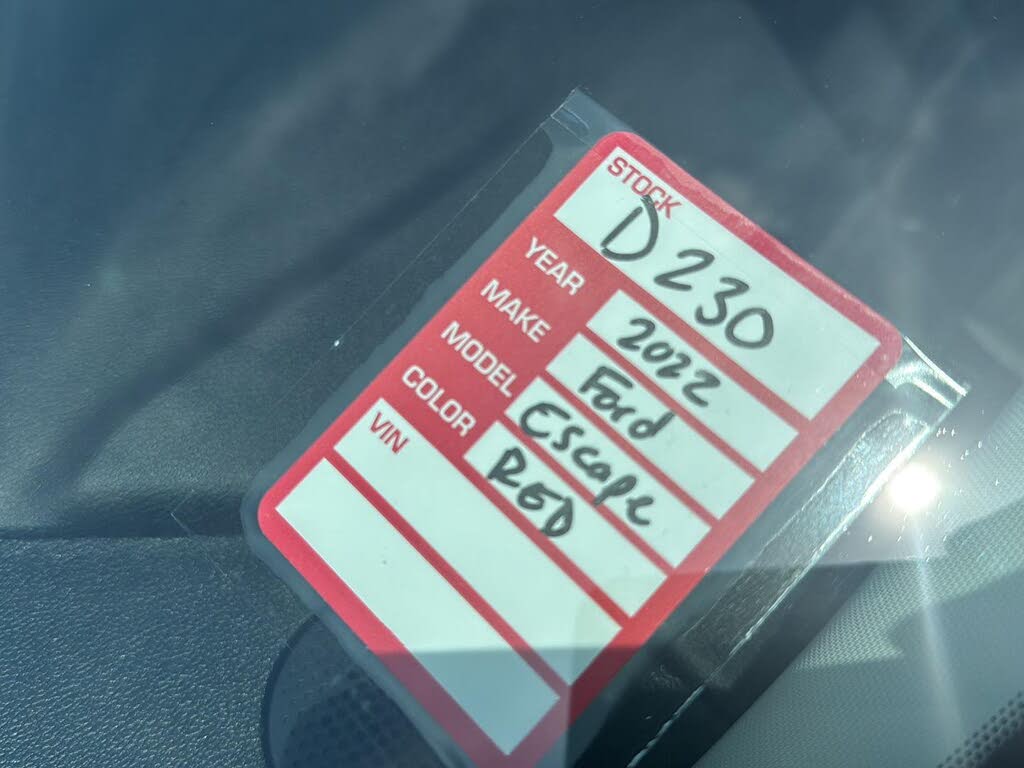 STOCK
D230
YEAR 2022
MAKE Ford
MODEL Escape
COLOR RED
VIN